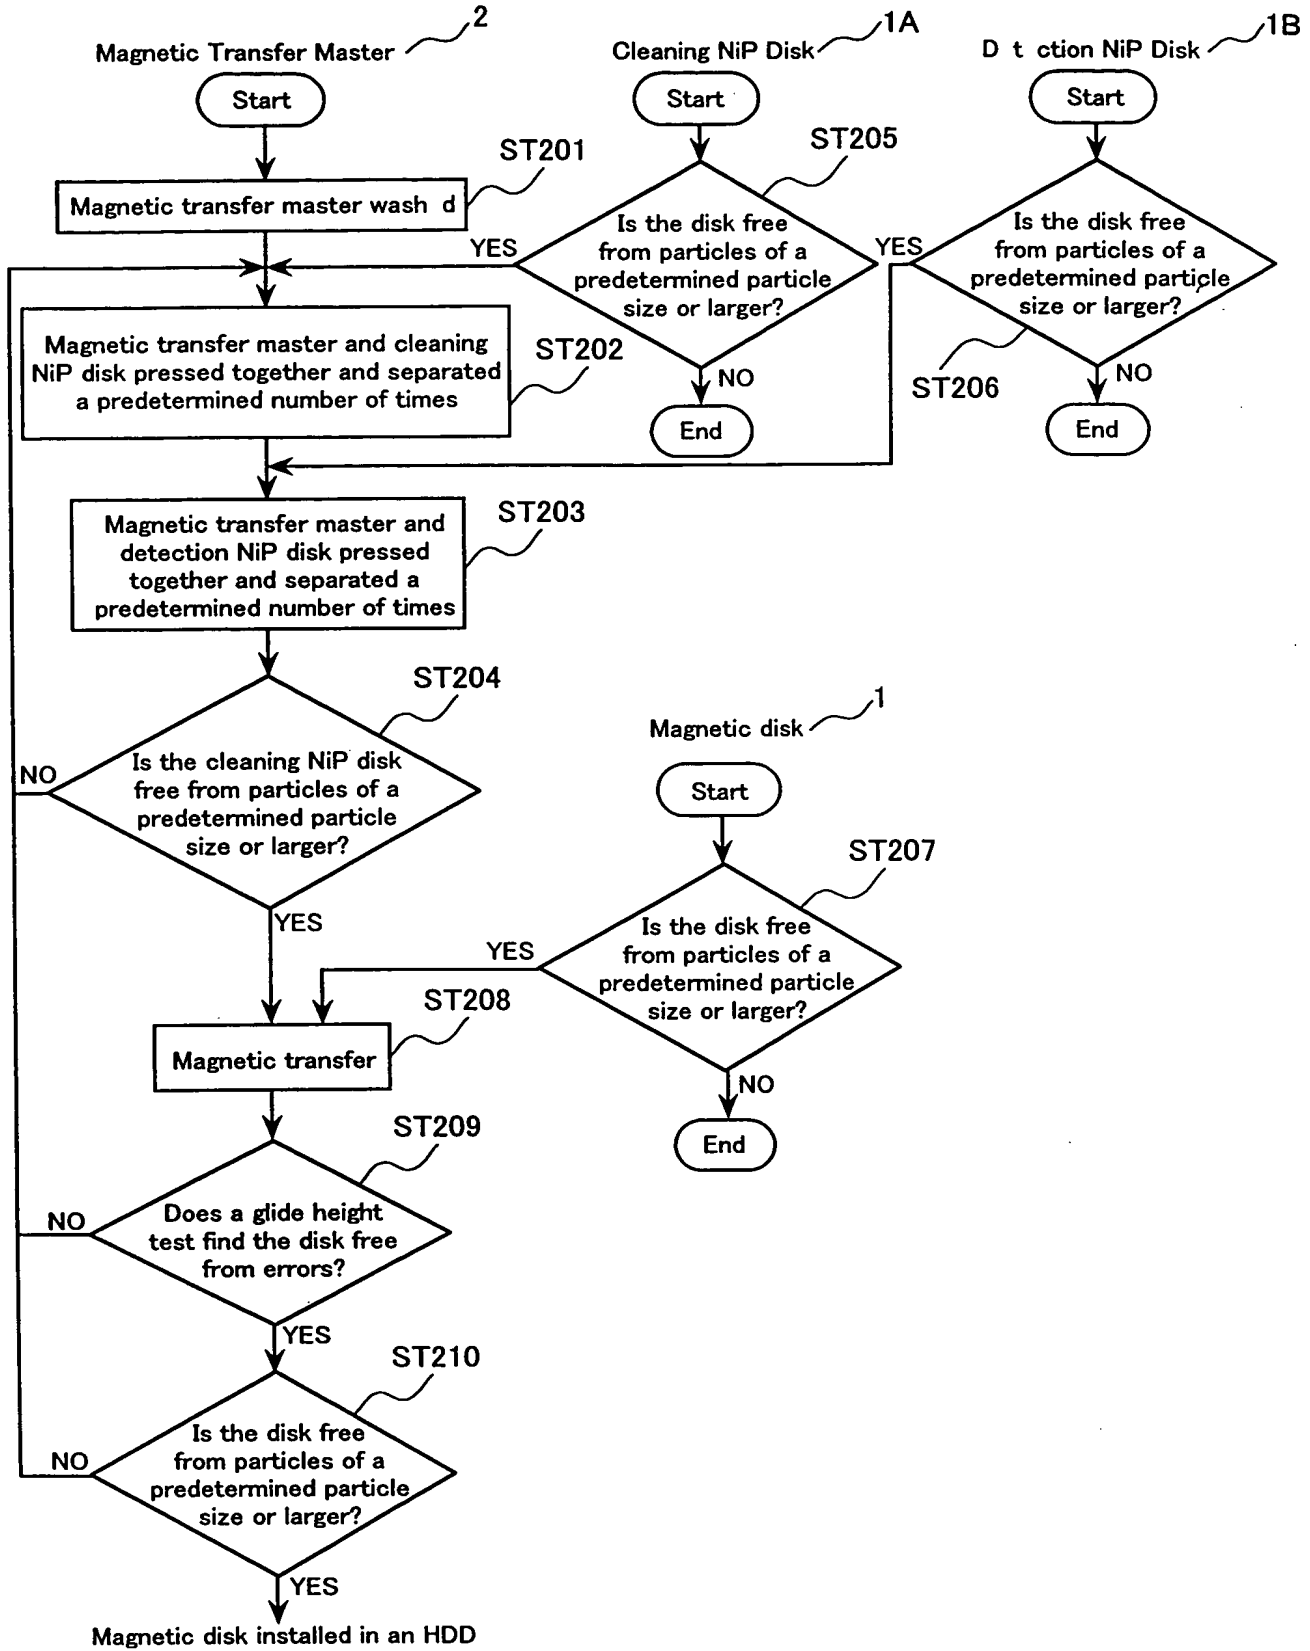 Magnetic Transfer Master
2
Start
ST201
Magnetic transfer master wash d
Cleaning NiP Disk
1A
Start
ST205
Is the disk free
from particles of a
predetermined particle
size or larger?
YES
NO
End
D t ction NiP Disk
1B
Start
Is the disk free
from particles of a
predetermined particle
size or larger?
YES
ST206
NO
End
Magnetic transfer master and cleaning
NiP disk pressed together and separated
a predetermined number of times
ST202
Magnetic transfer master and
detection NiP disk pressed
together and separated a
predetermined number of times
ST203
ST204
Is the cleaning NiP disk
free from particles of a
predetermined particle
size or larger?
NO
YES
Magnetic disk
1
Start
ST207
Is the disk free
from particles of a
predetermined particle
size or larger?
YES
NO
End
ST208
Magnetic transfer
ST209
Does a glide height
test find the disk free
from errors?
NO
YES
ST210
Is the disk free
from particles of a
predetermined particle
size or larger?
NO
YES
Magnetic disk installed in an HDD